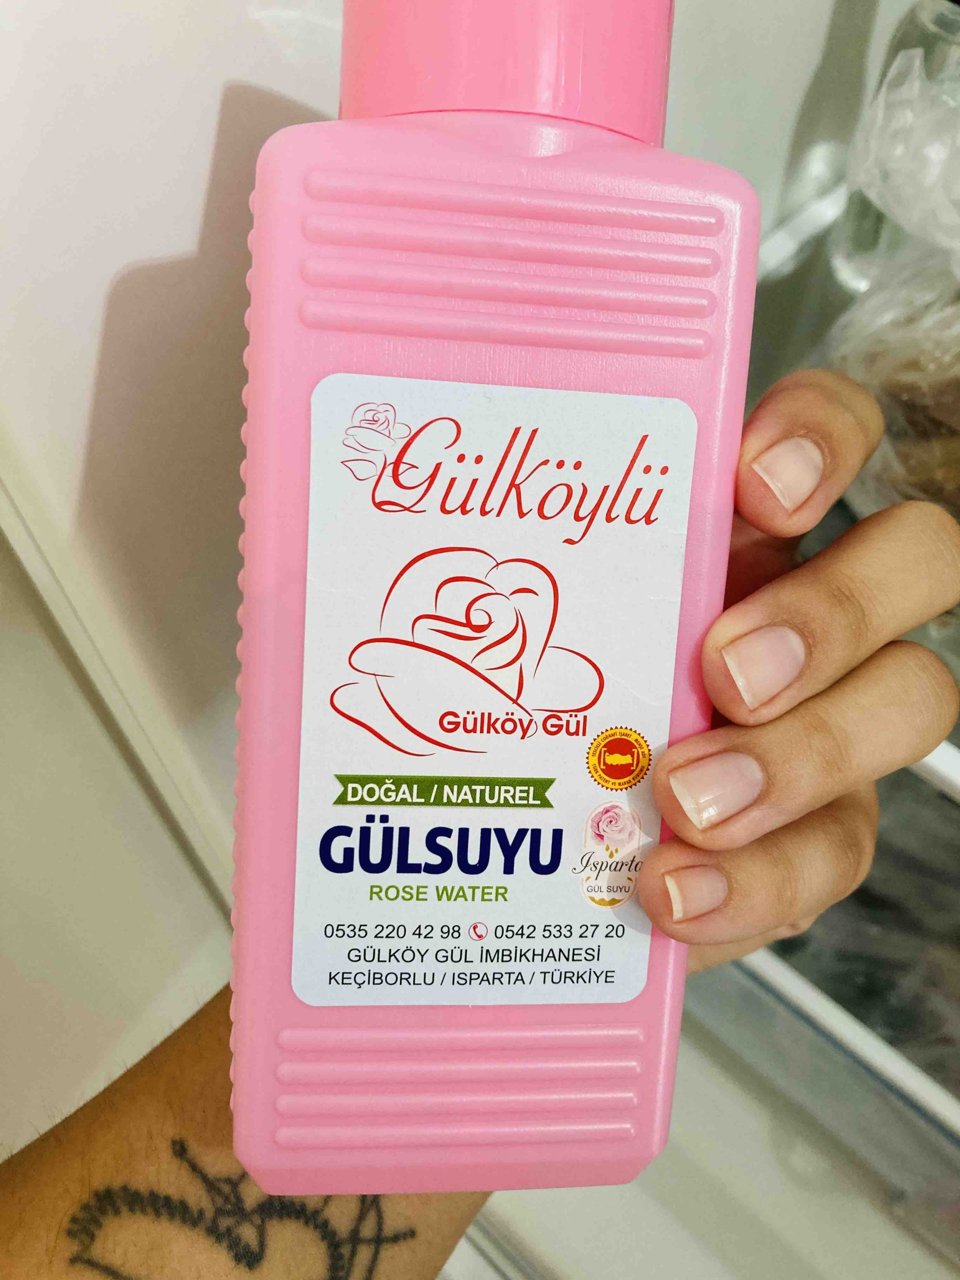 Gülköylü
Gülköy Gül
DOĞAL / NATUREL
GÜLSUYU
ROSE WATER
Isparta
GÜL SUYU
0535 220 42 98 0542 533 27 20
GÜLKÖY GÜL İMBİKHANESİ
KEÇİBORLU / ISPARTA / TÜRKİYE